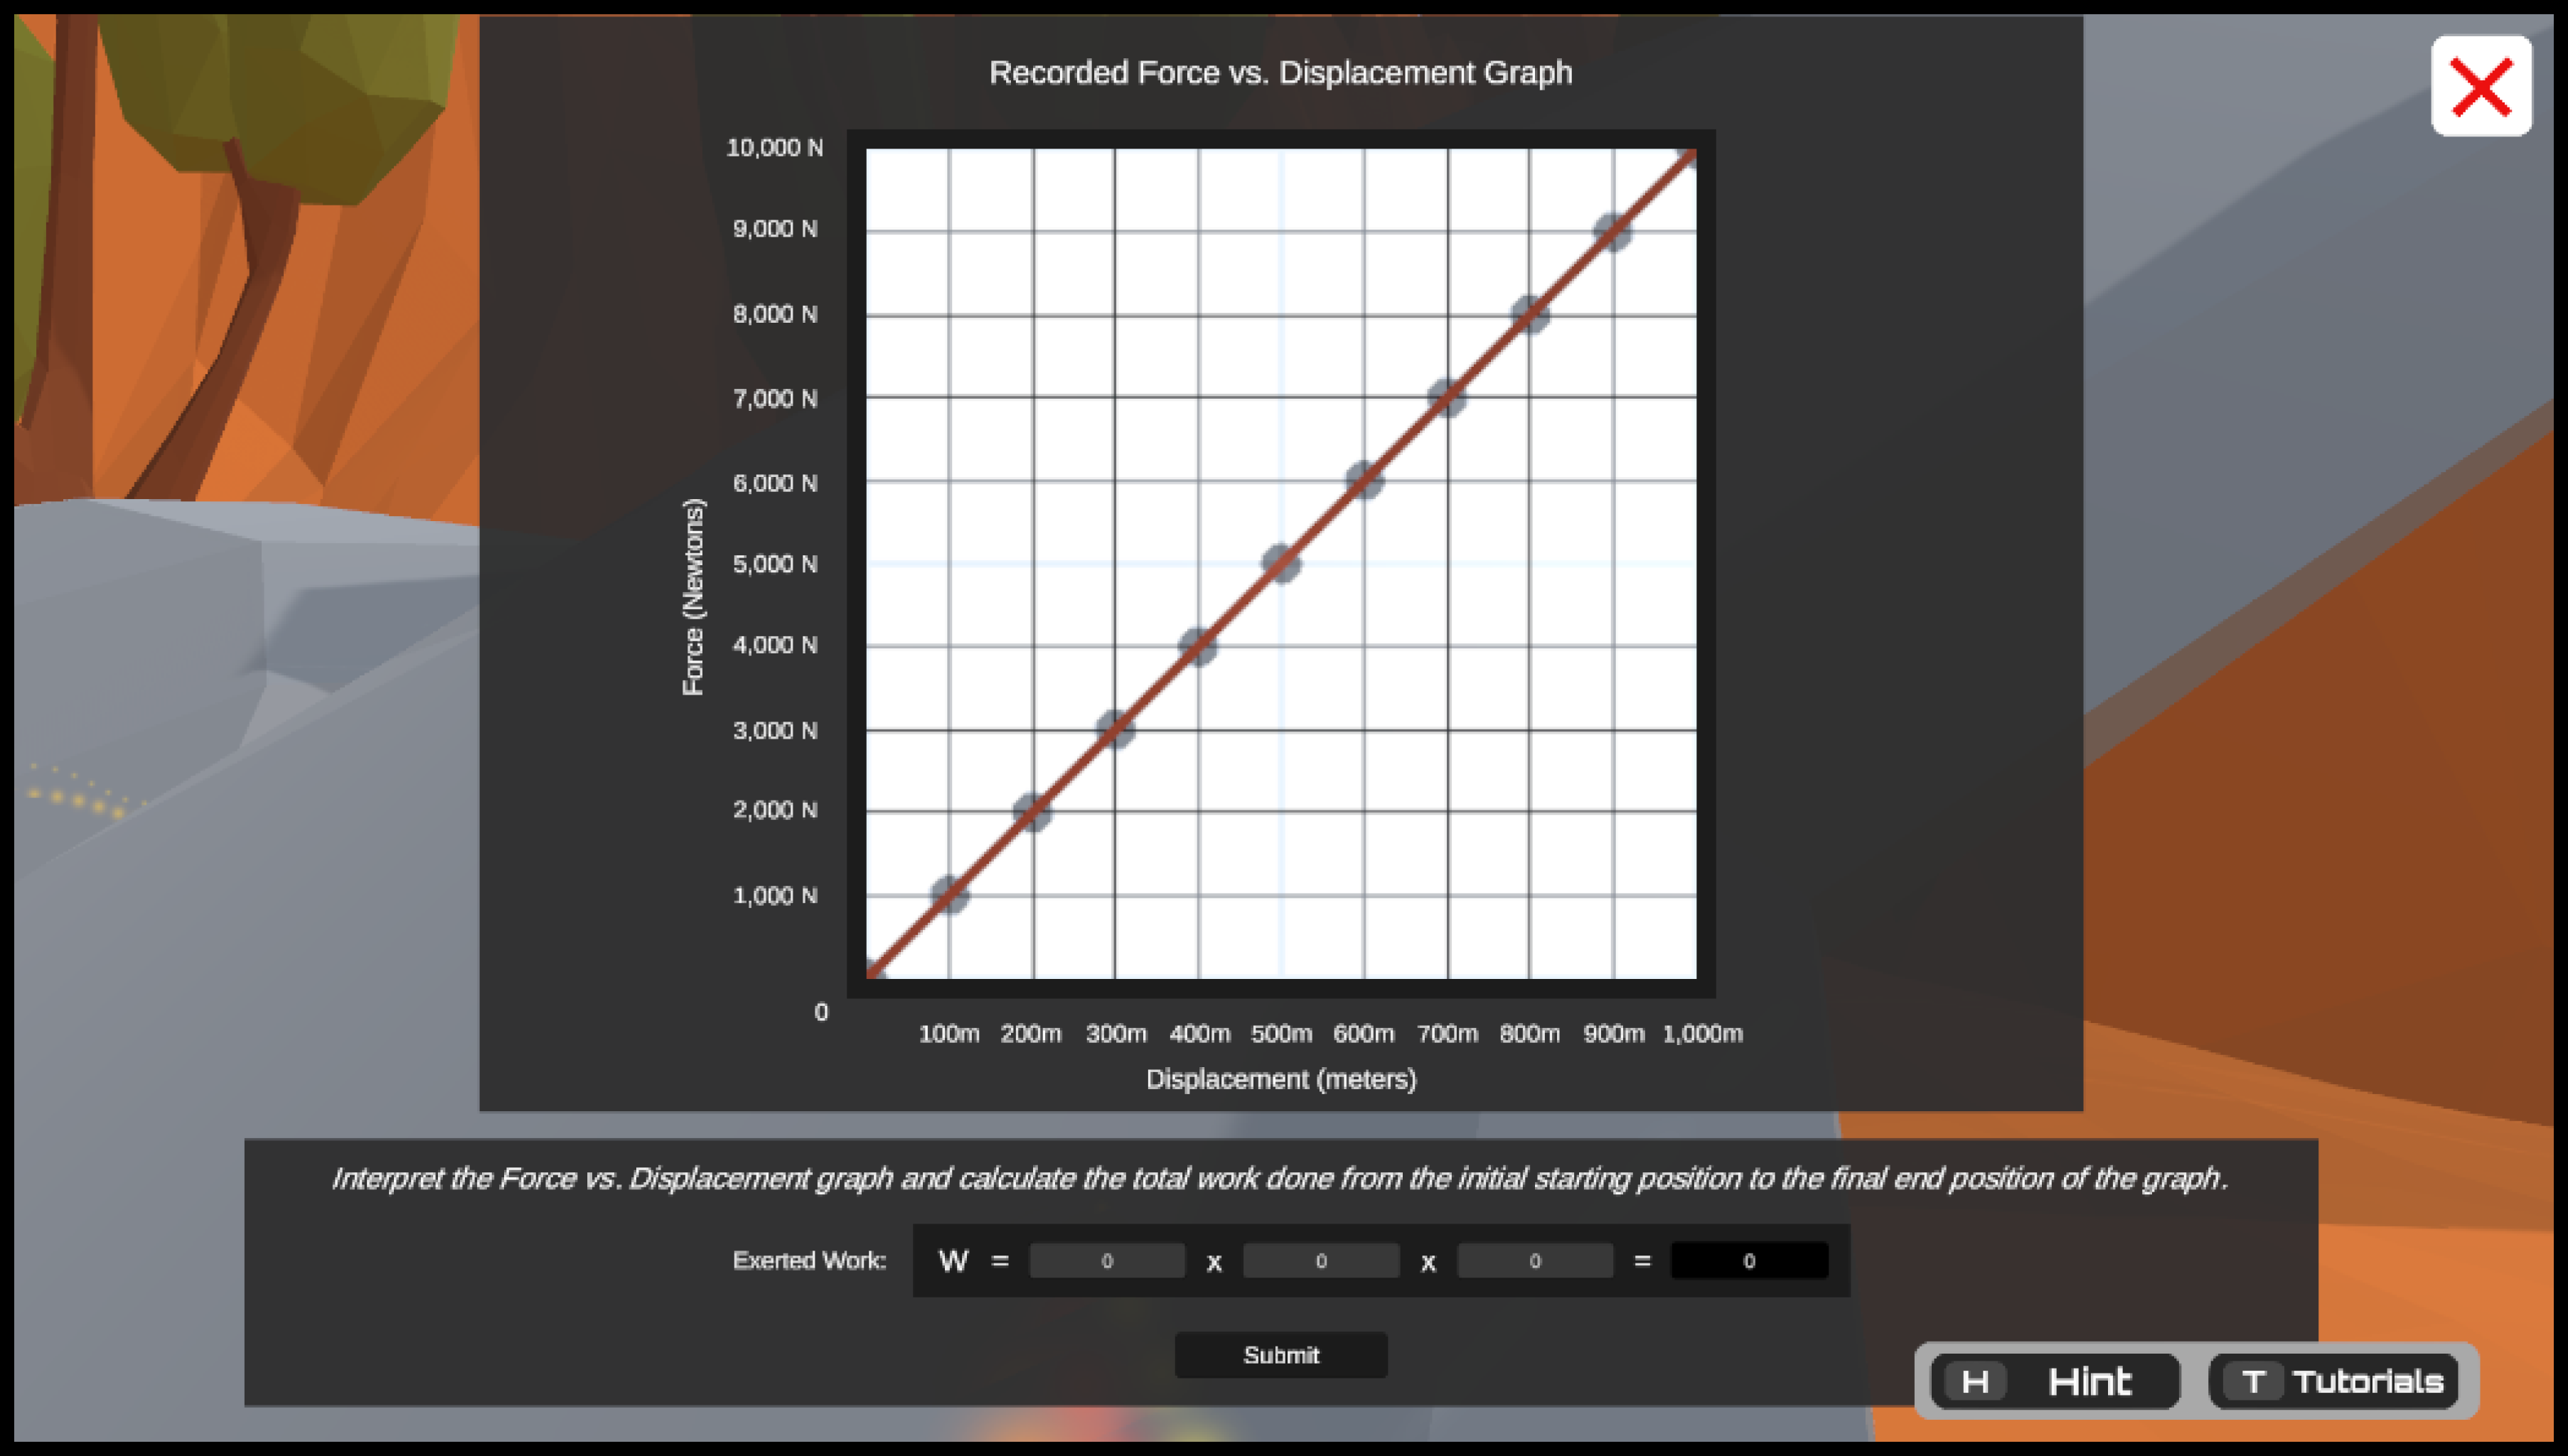 Recorded Force vs. Displacement Graph
10,000 N
9,000 N
8,000 N
7,000 N
6,000 N
5,000 N
4,000 N
3,000 N
2,000 N
1,000 N
0
Force (Newtons)
100m 200m 300m 400m 500m 600m 700m 800m 900m 1,000m
Displacement (meters)
Interpret the Force vs. Displacement graph and calculate the total work done from the initial starting position to the final end position of the graph.
Exerted Work: W = 0 x 0 x 0 = 0
Submit
H Hint T Tutorials